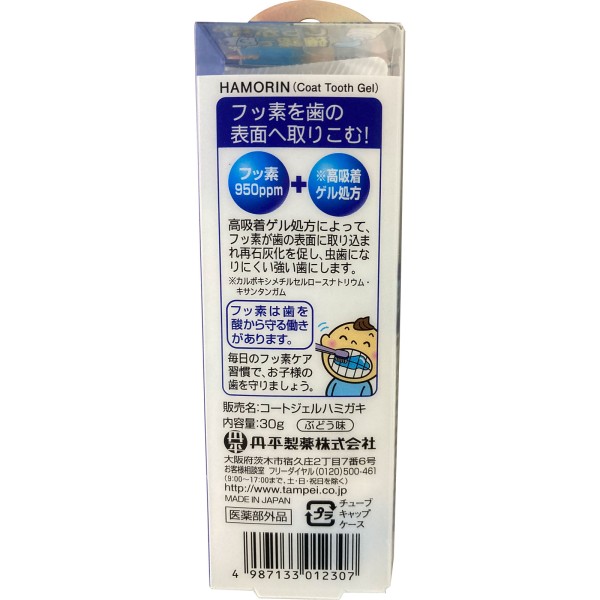 HAMORIN(Coat Tooth Gel)
フッ素を歯の
表面へ取りこむ!
フッ素
950ppm
+
※高吸着
ゲル処方
高吸着ゲル処方によって、
フッ素が歯の表面に取り込ま
れ再石灰化を促し、虫歯にな
りにくい強い歯にします。
※カルボキシメチルセルロースナトリウム・
キサンタンガム
フッ素は歯を
酸から守る働き
があります。
毎日のフッ素ケア
習慣で、お子様の
歯を守りましょう。
販売名:コートジェルハミガキ
内容量:30g ぶどう味
丹平製薬株式会社
大阪府茨木市宿久庄2丁目7番6号
お客様相談室 フリーダイヤル(0120)500-461
(9:00〜17:00まで、土・日・祝日を除く)
http://www.tampei.co.jp
MADE IN JAPAN
医薬部外品
プラ
チューブ
キャップ
ケース
4 987133 012307